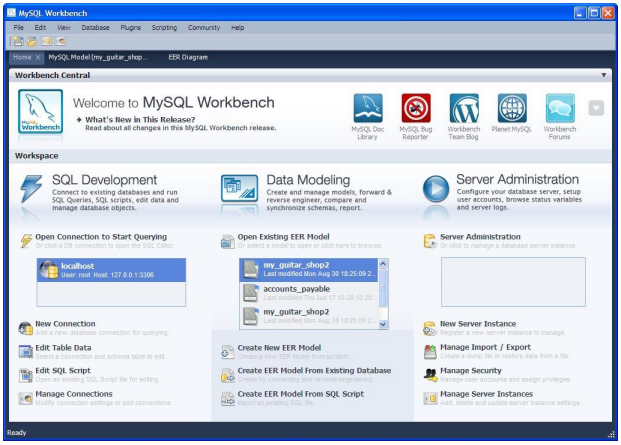 MySQL Workbench
File Edit View Database Plugins Scripting Community Help
Home × MySQL Model (my_guitar_shop... EER Diagram
Workbench Central
Welcome to MySQL Workbench
What's New in This Release?
Read about all changes in this MySQL Workbench release.
Workbench
MySQL Doc Library
MySQL Bug Reporter
Workbench Team Blog
Planet MySQL
Workbench Forums
Workspace
SQL Development
Connect to existing databases and run
SQL Queries, SQL scripts, edit data and
manage database objects.
Open Connection to Start Querying
Or click a DB connection to open the SQL Editor.
localhost
User: root Host: 127.0.0.1:3306
New Connection
Add a new database connection for querying.
Edit Table Data
Select a connection and schema table to edit.
Edit SQL Script
Open an existing SQL Script file for editing.
Manage Connections
Modify connection settings or add connections.
Data Modeling
Create and manage models, forward &
reverse engineer, compare and
synchronize schemas, report.
Open Existing EER Model
Or select a model to open or click here to browse.
my_guitar_shop2
Last modified Mon Aug 30 18:25:09 2...
accounts_payable
Last modified Thu Jun 17 10:20:10 20...
my_guitar_shop2
Last modified Mon Aug 30 18:25:09 2...
Create New EER Model
Create a new EER Model from scratch.
Create EER Model From Existing Database
Create by connecting and reverse engineering.
Create EER Model From SQL Script
Import an existing SQL file.
Server Administration
Configure your database server, setup
user accounts, browse status variables
and server logs.
Server Administration
Or click to manage a database server instance.
New Server Instance
Register a new server instance to manage.
Manage Import / Export
Create a dump file or restore data from a file.
Manage Security
Manage user accounts and assign privileges.
Manage Server Instances
Add, delete and update server instance settings.
Ready